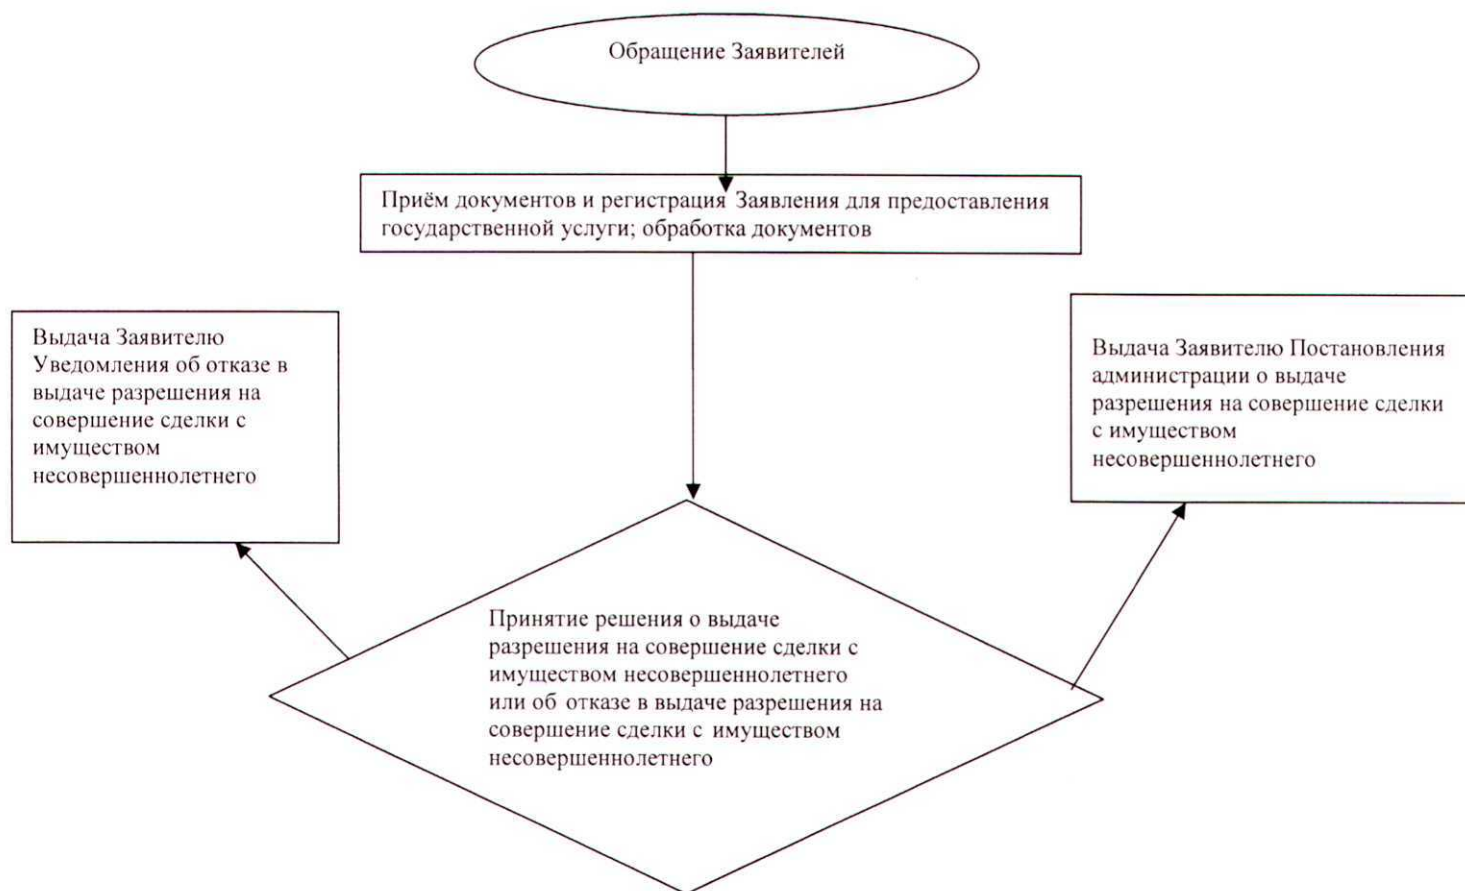 Обращение Заявителей
Приём документов и регистрация Заявления для предоставления
государственной услуги; обработка документов
Выдача Заявителю
Уведомления об отказе в
выдаче разрешения на
совершение сделки с
имуществом
несовершеннолетнего
Выдача Заявителю Постановления
администрации о выдаче
разрешения на совершение сделки
с имуществом
несовершеннолетнего
Принятие решения о выдаче
разрешения на совершение сделки с
имуществом несовершеннолетнего
или об отказе в выдаче разрешения на
совершение сделки с имуществом
несовершеннолетнего